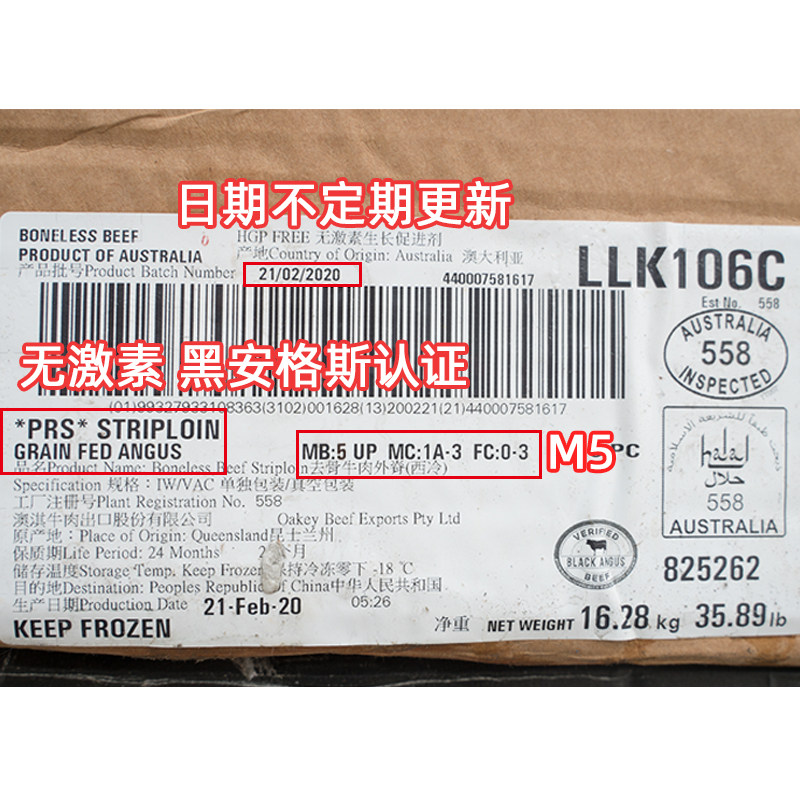 日期不定期更新
BONELESS BEEF
HGP FREE 无激素生长促进剂
PRODUCT OF AUSTRALIA
产地Country of Origin: Australia 澳大利亚
LLK106C
产品批号Product Batch Number
21/02/2020
440007581617
Est No. 558
AUSTRALIA
558
INSPECTED
无激素 黑安格斯认证
(01)99327933108363(3102)001628(13)200221(21)440007581617
*PRS* STRIPLOIN
GRAIN FED ANGUS
MB:5 UP MC:1A-3 FC:0-3
M5
PC
品名Product Name: Boneless Beef Striploin去骨牛肉外脊(西冷)
Specification 规格：IW/VAC 单独包装/真空包装
工厂注册号Plant Registration No. 558
澳淇牛肉出口股份有限公司 Oakey Beef Exports Pty Ltd
原产地：Place of Origin: Queensland昆士兰州
保质期Life Period: 24 Months
个月
储存温度Storage Temp. Keep Frozen 保持冷冻零下 -18 ℃
目的地Destination: Peoples Republic of China中华人民共和国
生产日期Production Date 21-Feb-20 05:26
KEEP FROZEN
净重 NET WEIGHT 16.28 kg 35.89 lb
halal
حلال
558
AUSTRALIA
VERIFIED
BLACK ANGUS
BEEF
825262